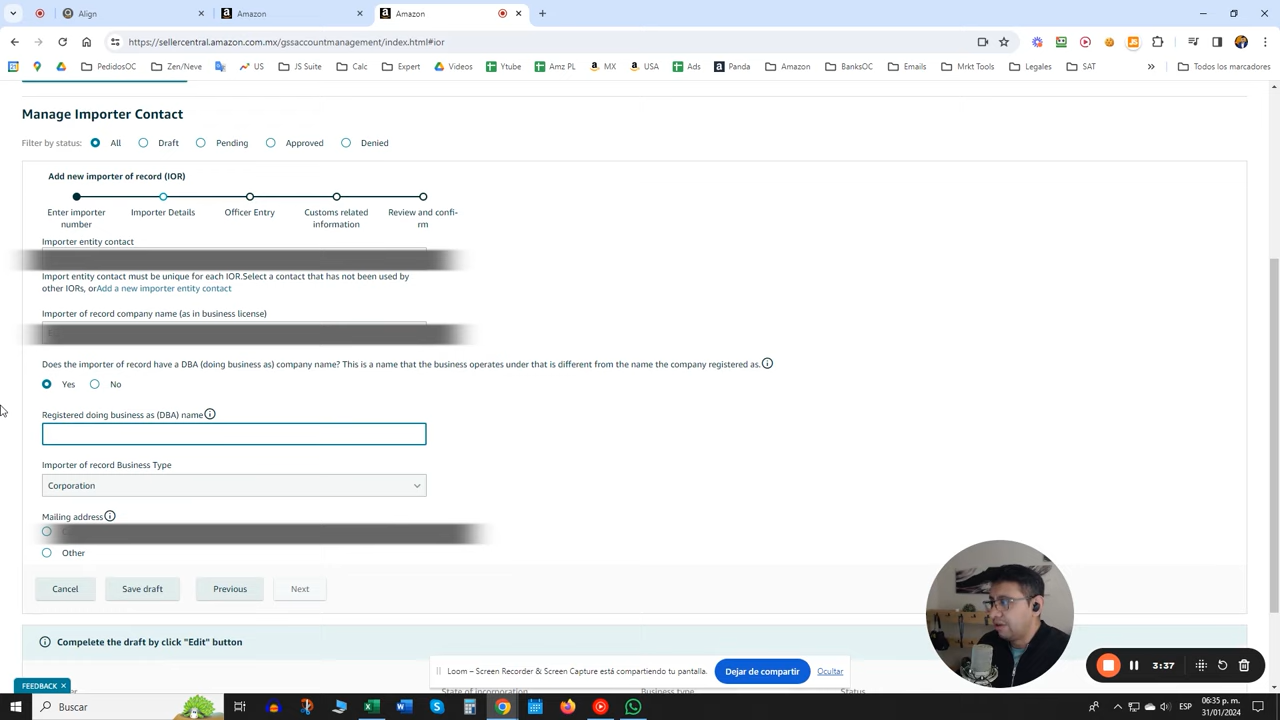 Align
Amazon
Amazon
https://sellercentral.amazon.com.mx/gssaccountmanagement/index.html#ior
PedidosOC
Zen/Neve
US
JS Suite
Calc
Expert
Videos
Ytube
Amz PL
MX
USA
Ads
Panda
Amazon
BanksOC
Emails
Mrkt Tools
Legales
SAT
»
Todos los marcadores
Manage Importer Contact
Filter by status: All Draft Pending Approved Denied
Add new importer of record (IOR)
Enter importer number
Importer Details
Officer Entry
Customs related information
Review and confi-rm
Importer entity contact
Import entity contact must be unique for each IOR.Select a contact that has not been used by
other IORs, orAdd a new importer entity contact
Importer of record company name (as in business license)
Does the importer of record have a DBA (doing business as) company name? This is a name that the business operates under that is different from the name the company registered as.
Yes No
Registered doing business as (DBA) name
Importer of record Business Type
Corporation
Mailing address
Other
Cancel Save draft Previous Next
Compelete the draft by click "Edit" button
Loom – Screen Recorder & Screen Capture está compartiendo tu pantalla. Dejar de compartir Ocultar
3:37
FEEDBACK
State of incorporation Business type Status
Buscar
ESP
06:35 p. m.
31/01/2024